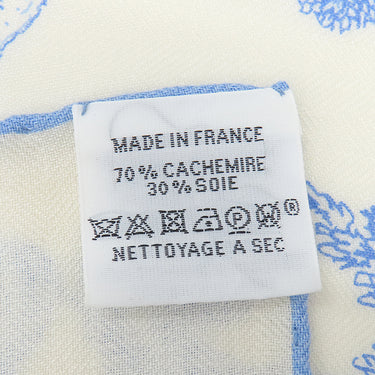 MADE IN FRANCE
70% CACHEMIRE
30% SOIE
P W ®
NETTOYAGE A SEC